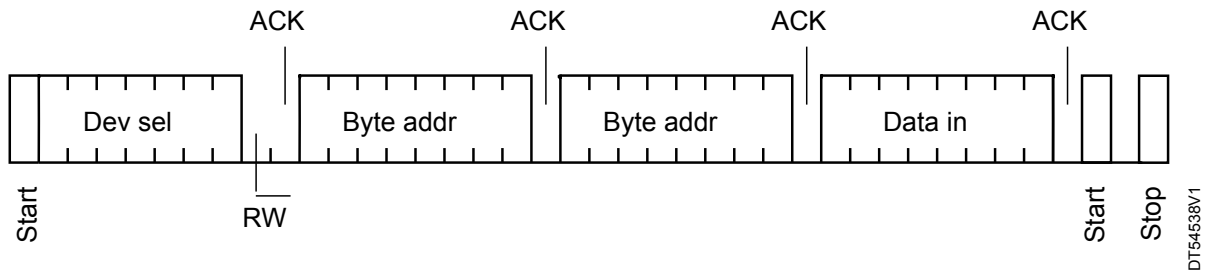 ACK ACK ACK ACK
Dev sel Byte addr Byte addr Data in
RW
Start Start Stop
DT54538V1